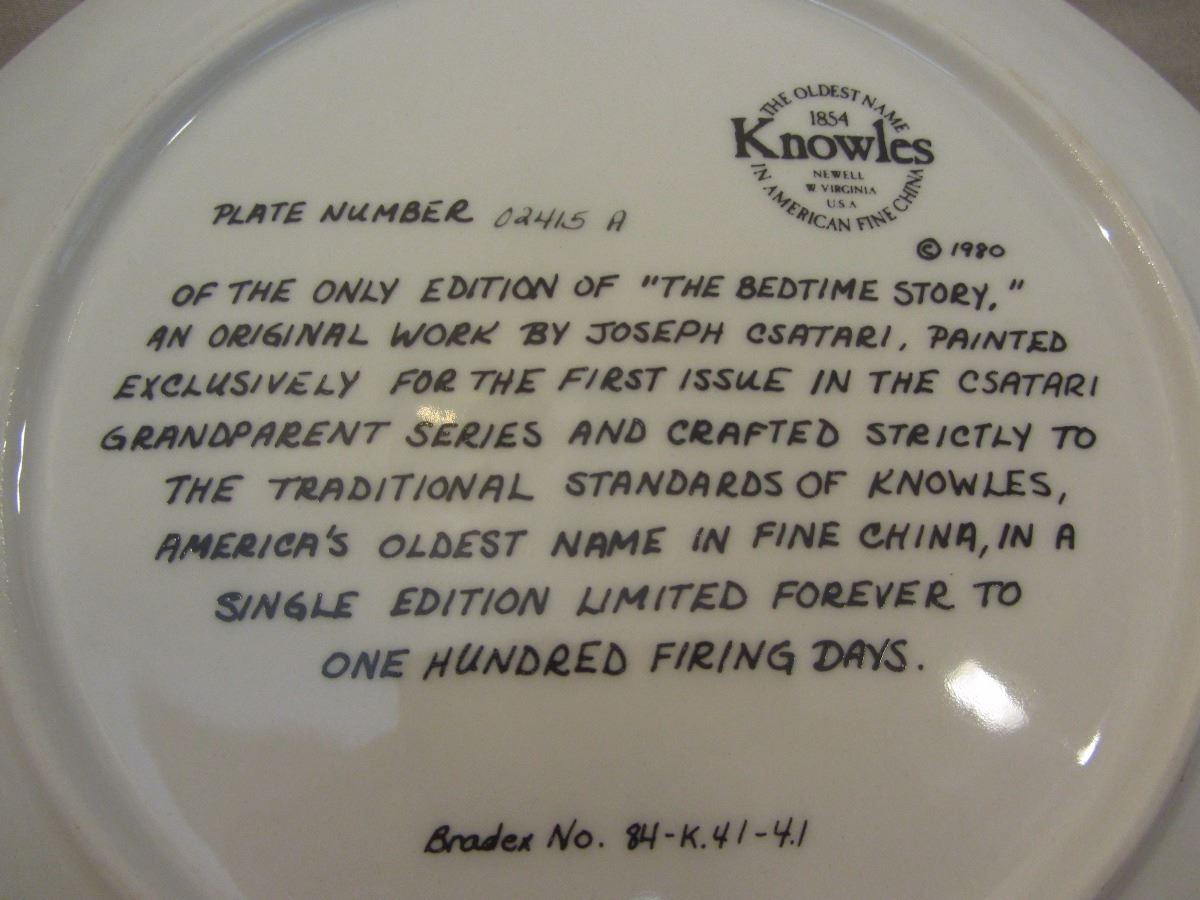 THE OLDEST NAME
1854
Knowles
NEWELL
W VIRGINIA
U.S.A
IN AMERICAN FINE CHINA
© 1980
PLATE NUMBER 02415 A
OF THE ONLY EDITION OF "THE BEDTIME STORY,"
AN ORIGINAL WORK BY JOSEPH CSATARI, PAINTED
EXCLUSIVELY FOR THE FIRST ISSUE IN THE CSATARI
GRANDPARENT SERIES AND CRAFTED STRICTLY TO
THE TRADITIONAL STANDARDS OF KNOWLES,
AMERICA'S OLDEST NAME IN FINE CHINA, IN A
SINGLE EDITION LIMITED FOREVER TO
ONE HUNDRED FIRING DAYS.
Bradex No. 84-K.41-4.1